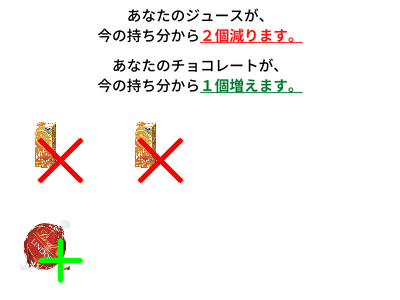 あなたのジュースが、
今の持ち分から２個減ります。
あなたのチョコレートが、
今の持ち分から１個増えます。
LINDT